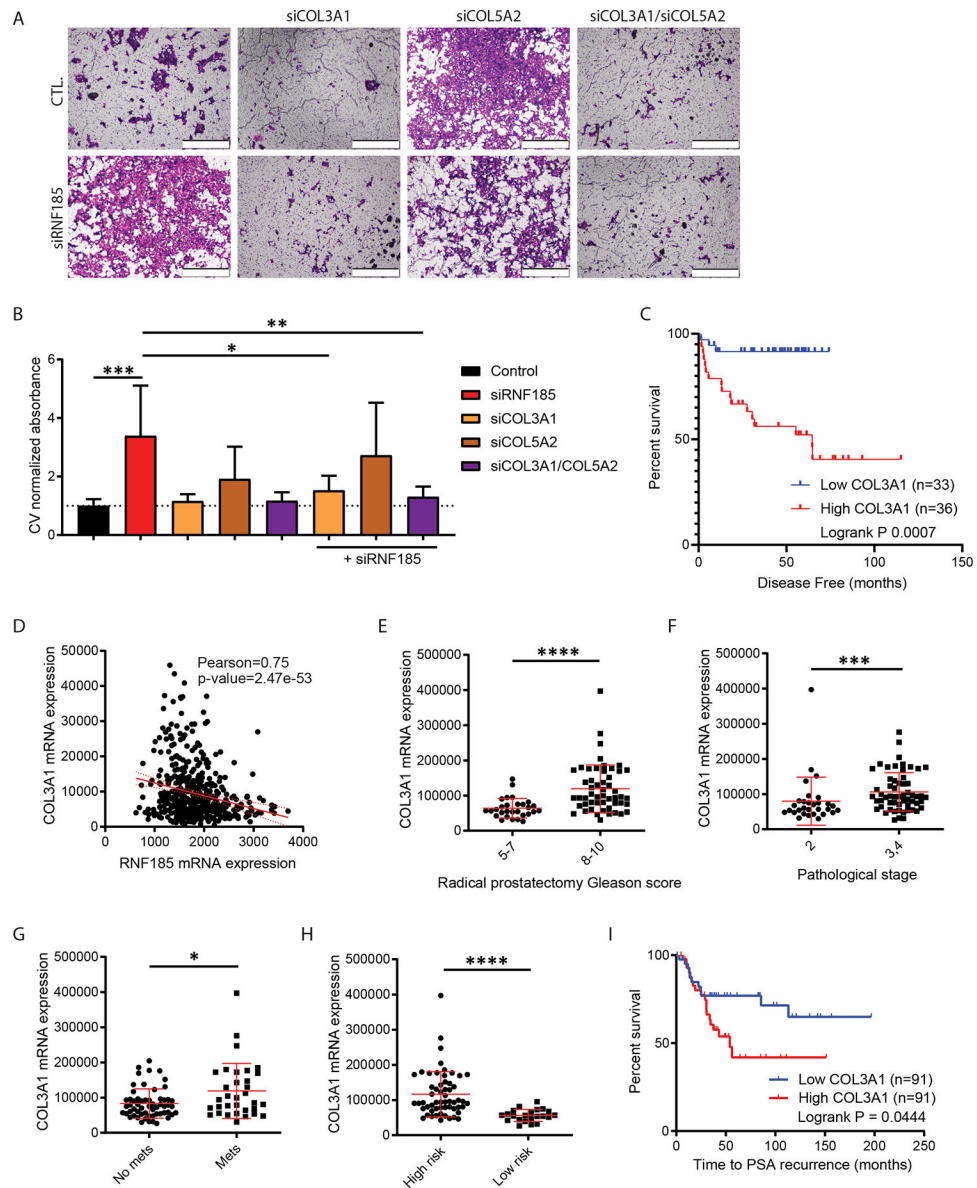 A
siCOL3A1
siCOL5A2
siCOL3A1/siCOL5A2
CTL.
siRNF185
B
CV normalized absorbance
6
4
2
0
***
*
**
+ siRNF185
Control
siRNF185
siCOL3A1
siCOL5A2
siCOL3A1/COL5A2
C
Percent survival
100
50
0
0
50
100
150
Low COL3A1 (n=33)
High COL3A1 (n=36)
Logrank P 0.0007
Disease Free (months)
D
COL3A1 mRNA expression
50000
40000
30000
20000
10000
0
Pearson=0.75
p-value=2.47e-53
0
1000
2000
3000
4000
RNF185 mRNA expression
E
COL3A1 mRNA expression
500000
400000
300000
200000
100000
0
****
5-7
8-10
Radical prostatectomy Gleason score
F
COL3A1 mRNA expression
500000
400000
300000
200000
100000
0
***
2
3,4
Pathological stage
G
COL3A1 mRNA expression
500000
400000
300000
200000
100000
0
*
No mets
Mets
H
COL3A1 mRNA expression
500000
400000
300000
200000
100000
0
****
High risk
Low risk
I
Percent survival
100
50
0
0
50
100
150
200
250
Low COL3A1 (n=91)
High COL3A1 (n=91)
Logrank P = 0.0444
Time to PSA recurrence (months)